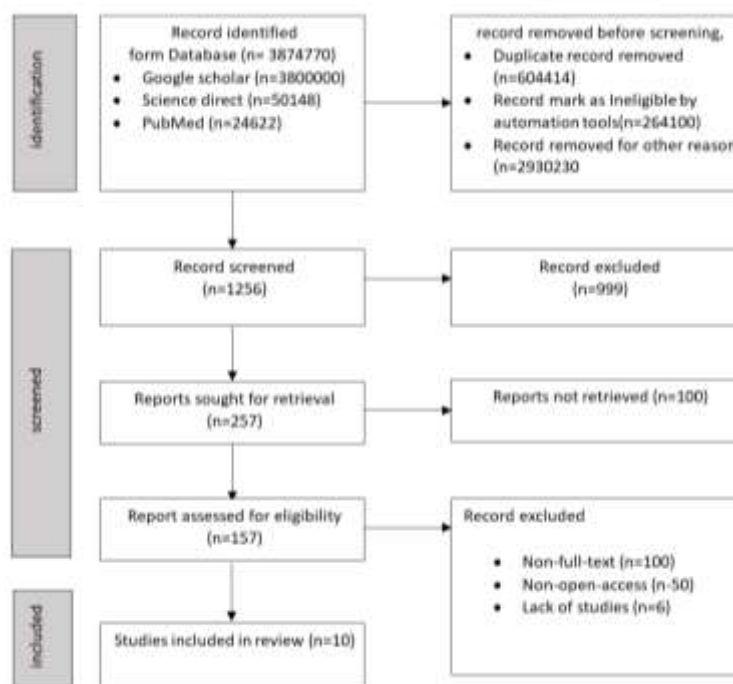 identification
Record identified
form Database (n= 3874770)
● Google scholar (n=3800000)
● Science direct (n=50148)
● PubMed (n=24622)
record removed before screening,
● Duplicate record removed
(n=604414)
● Record mark as Ineligible by
automation tools(n=264100)
● Record removed for other reason
(n=2930230
screened
Record screened
(n=1256)
Record excluded
(n=999)
Reports sought for retrieval
(n=257)
Reports not retrieved (n=100)
Report assessed for eligibility
(n=157)
Record excluded
● Non-full-text (n=100)
● Non-open-access (n-50)
● Lack of studies (n=6)
included
Studies included in review (n=10)